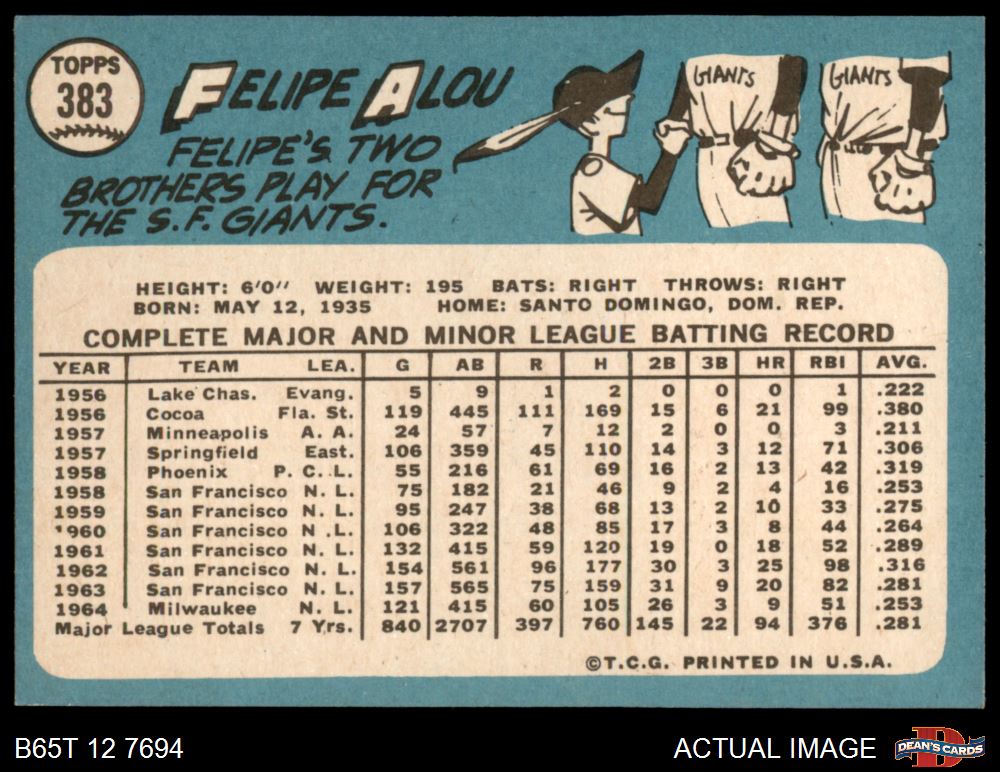 TOPPS
383
FELIPE ALOU
FELIPE'S TWO
BROTHERS PLAY FOR
THE S.F. GIANTS.
GIANTS
GIANTS
HEIGHT: 6'0" WEIGHT: 195 BATS: RIGHT THROWS: RIGHT
BORN: MAY 12, 1935 HOME: SANTO DOMINGO, DOM. REP.
COMPLETE MAJOR AND MINOR LEAGUE BATTING RECORD
YEAR TEAM LEA. G AB R H 2B 3B HR RBI AVG.
1956 Lake Chas. Evang. 5 9 1 2 0 0 0 1 .222
1956 Cocoa Fla. St. 119 445 111 169 15 6 21 99 .380
1957 Minneapolis A. A. 24 57 7 12 2 0 0 3 .211
1957 Springfield East. 106 359 45 110 14 3 12 71 .306
1958 Phoenix P. C. L. 55 216 61 69 16 2 13 42 .319
1958 San Francisco N. L. 75 182 21 46 9 2 4 16 .253
1959 San Francisco N. L. 95 247 38 68 13 2 10 33 .275
1960 San Francisco N .L. 106 322 48 85 17 3 8 44 .264
1961 San Francisco N. L. 132 415 59 120 19 0 18 52 .289
1962 San Francisco N. L. 154 561 96 177 30 3 25 98 .316
1963 San Francisco N. L. 157 565 75 159 31 9 20 82 .281
1964 Milwaukee N. L. 121 415 60 105 26 3 9 51 .253
Major League Totals 7 Yrs. 840 2707 397 760 145 22 94 376 .281
©T.C.G. PRINTED IN U.S.A.
B65T 12 7694
ACTUAL IMAGE
D
DEAN'S CARDS